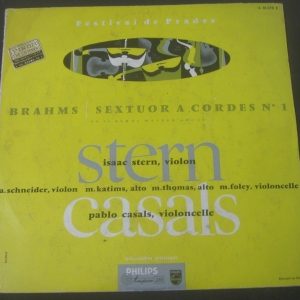 Festival de Prades
BRAHMS SEXTUOR A CORDES Nº 1
stern
isaac stern, violon
a.schneider, violon m.katims, alto m.thomas, alto m.foley, violoncelle
casals
pablo casals, violoncelle
PHILIPS